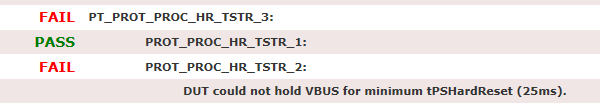 FAIL PT_PROT_PROC_HR_TSTR_3:
PASS PROT_PROC_HR_TSTR_1:
FAIL PROT_PROC_HR_TSTR_2:
DUT could not hold VBUS for minimum tPSHardReset (25ms).